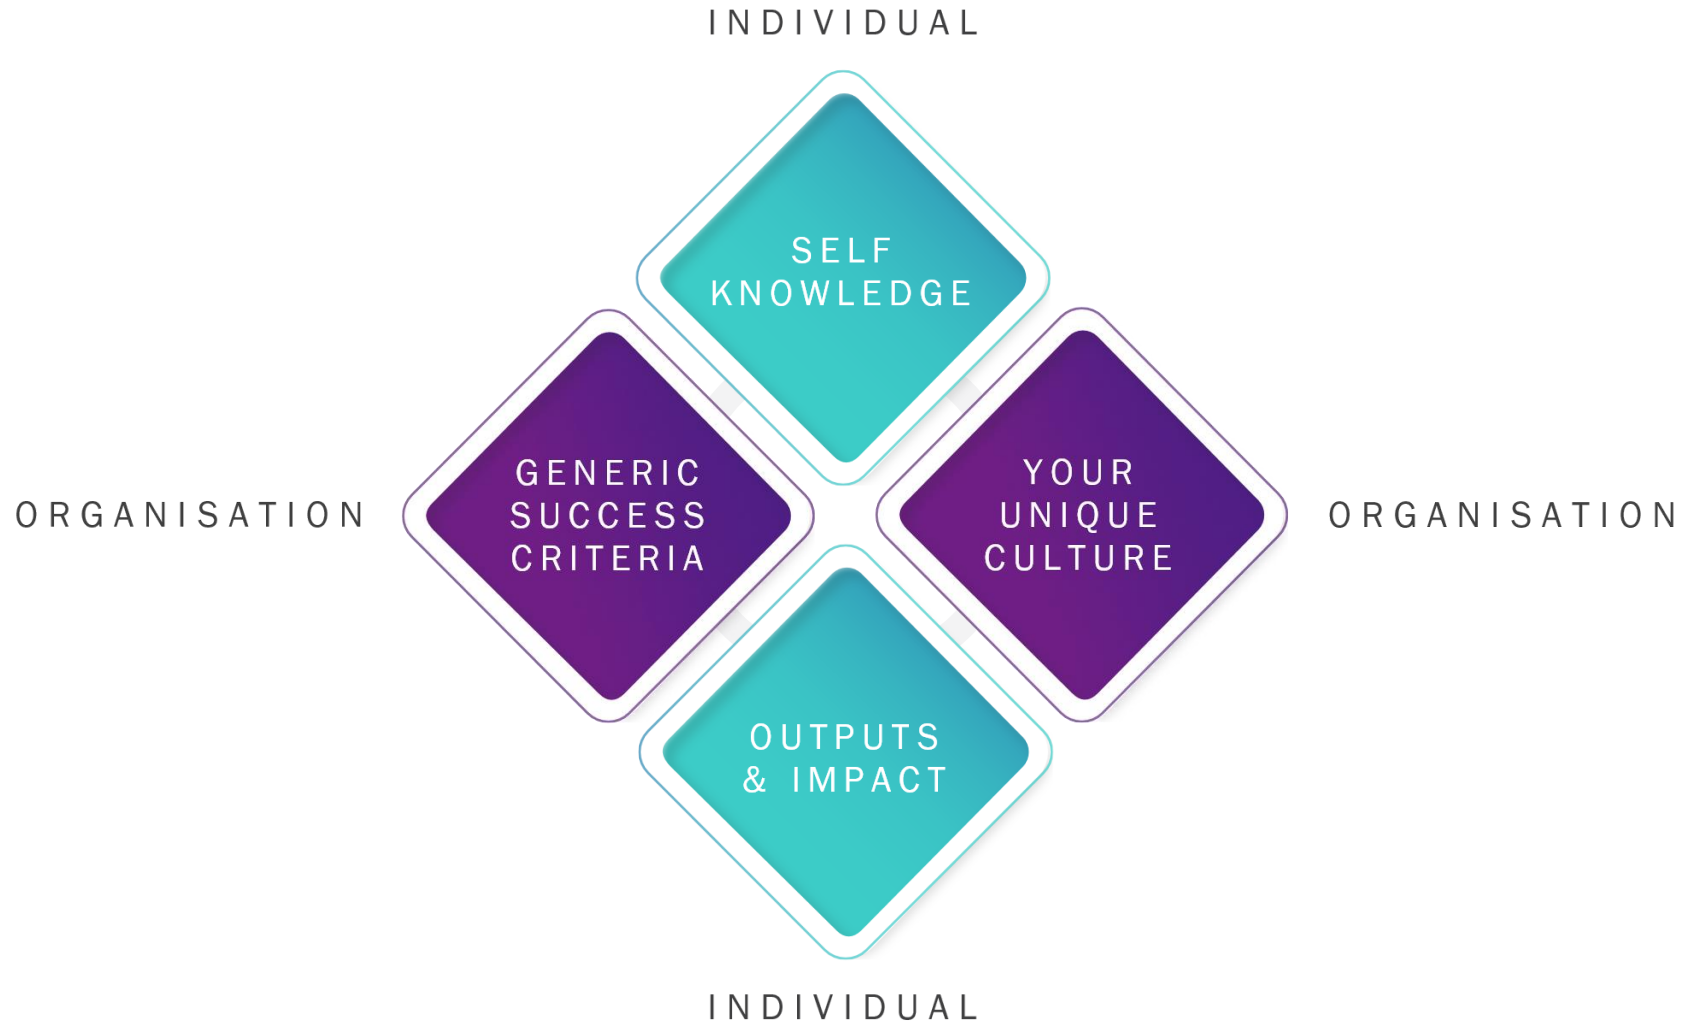 INDIVIDUAL
SELF
KNOWLEDGE
GENERIC
SUCCESS
CRITERIA
YOUR
UNIQUE
CULTURE
ORGANISATION
ORGANISATION
OUTPUTS
& IMPACT
INDIVIDUAL